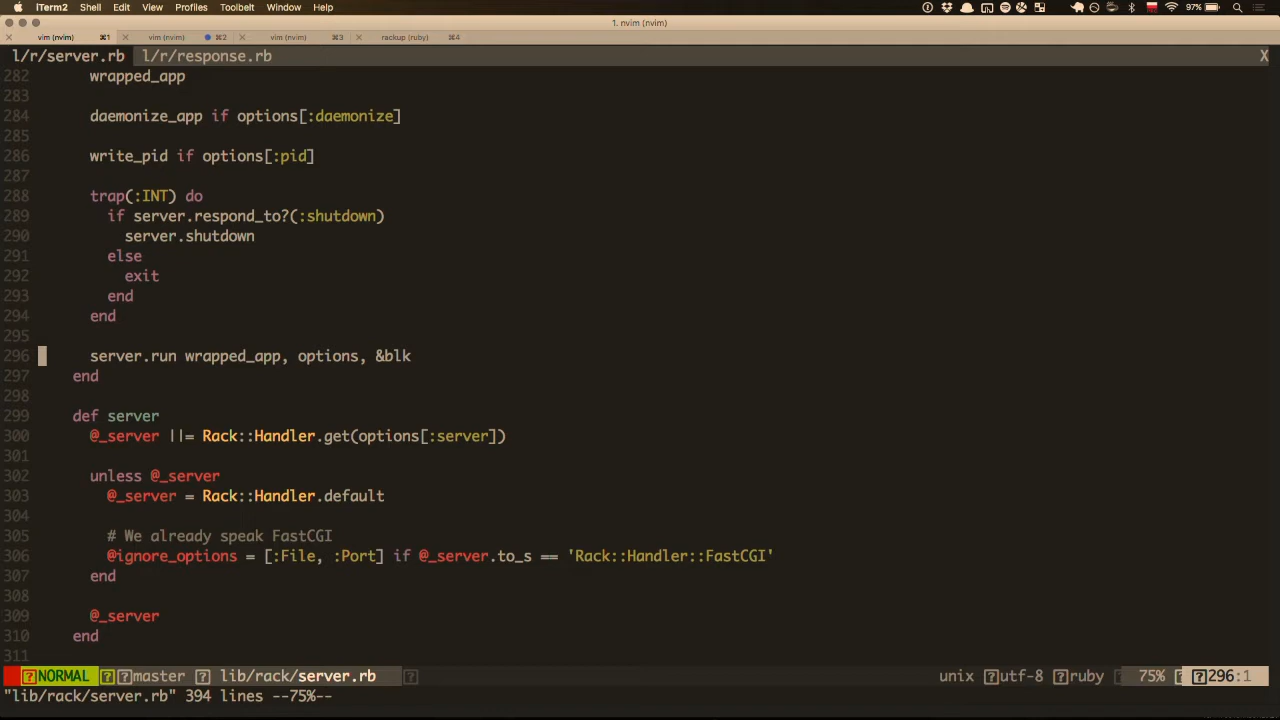 iTerm2 Shell Edit View Profiles Toolbelt Window Help 97%
1. nvim (nvim)
vim (nvim) ⌘1 vim (nvim) ⌘2 vim (nvim) ⌘3 rackup (ruby) ⌘4
l/r/server.rb l/r/response.rb X
282 wrapped_app
283
284 daemonize_app if options[:daemonize]
285
286 write_pid if options[:pid]
287
288 trap(:INT) do
289 if server.respond_to?(:shutdown)
290 server.shutdown
291 else
292 exit
293 end
294 end
295
296 server.run wrapped_app, options, &blk
297 end
298
299 def server
300 @_server ||= Rack::Handler.get(options[:server])
301
302 unless @_server
303 @_server = Rack::Handler.default
304
305 # We already speak FastCGI
306 @ignore_options = [:File, :Port] if @_server.to_s == 'Rack::Handler::FastCGI'
307 end
308
309 @_server
310 end
311
NORMAL master lib/rack/server.rb unix utf-8 ruby 75% 296:1
"lib/rack/server.rb" 394 lines --75%--